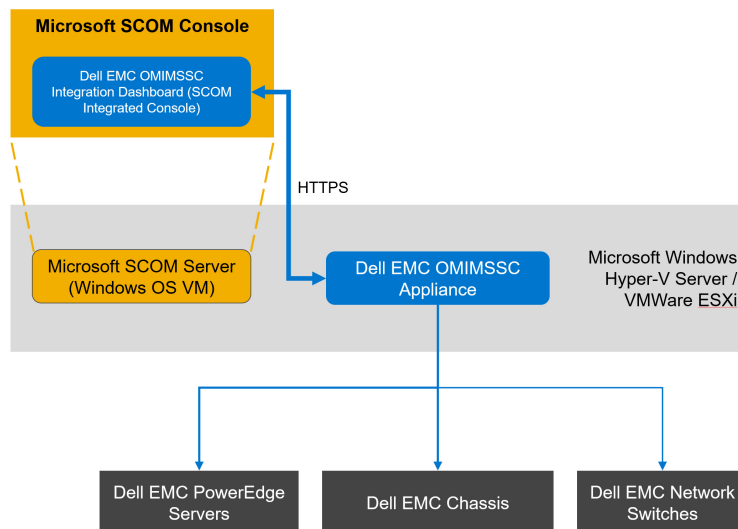 Microsoft SCOM Console
Dell EMC OMIMSSC
Integration Dashboard (SCOM
Integrated Console)
HTTPS
Microsoft SCOM Server
(Windows OS VM)
Dell EMC OMIMSSC
Appliance
Microsoft Windows
Hyper-V Server /
VMWare ESXi
Dell EMC PowerEdge
Servers
Dell EMC Chassis
Dell EMC Network
Switches